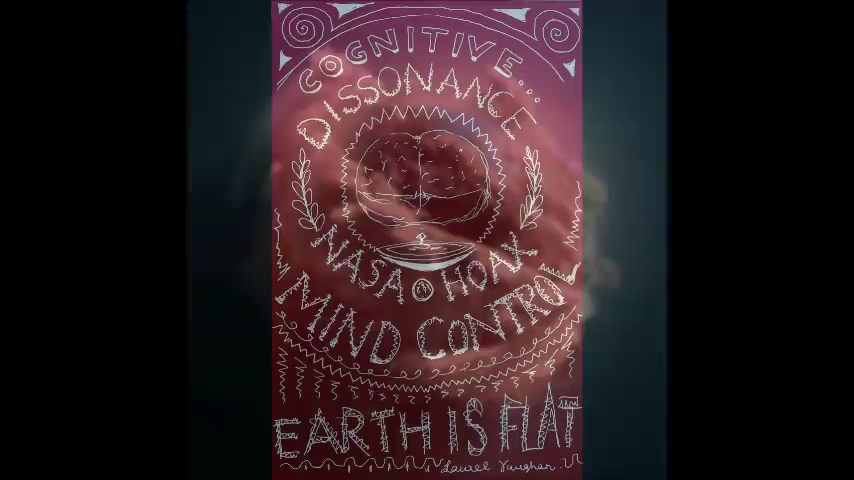 COGNITIVE...
DISSONANCE
NASA HOAX
MIND CONTROL
EARTH IS FLAT
Laurel Vaughan